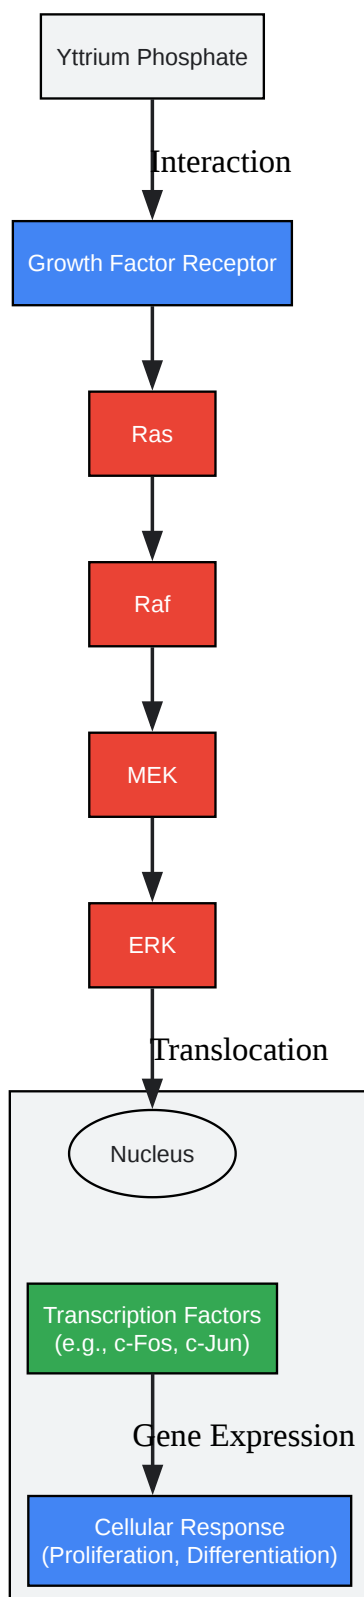 Yttrium Phosphate
Interaction
Growth Factor Receptor
Ras
Raf
MEK
ERK
Translocation
Nucleus
Transcription Factors
(e.g., c-Fos, c-Jun)
Gene Expression
Cellular Response
(Proliferation, Differentiation)